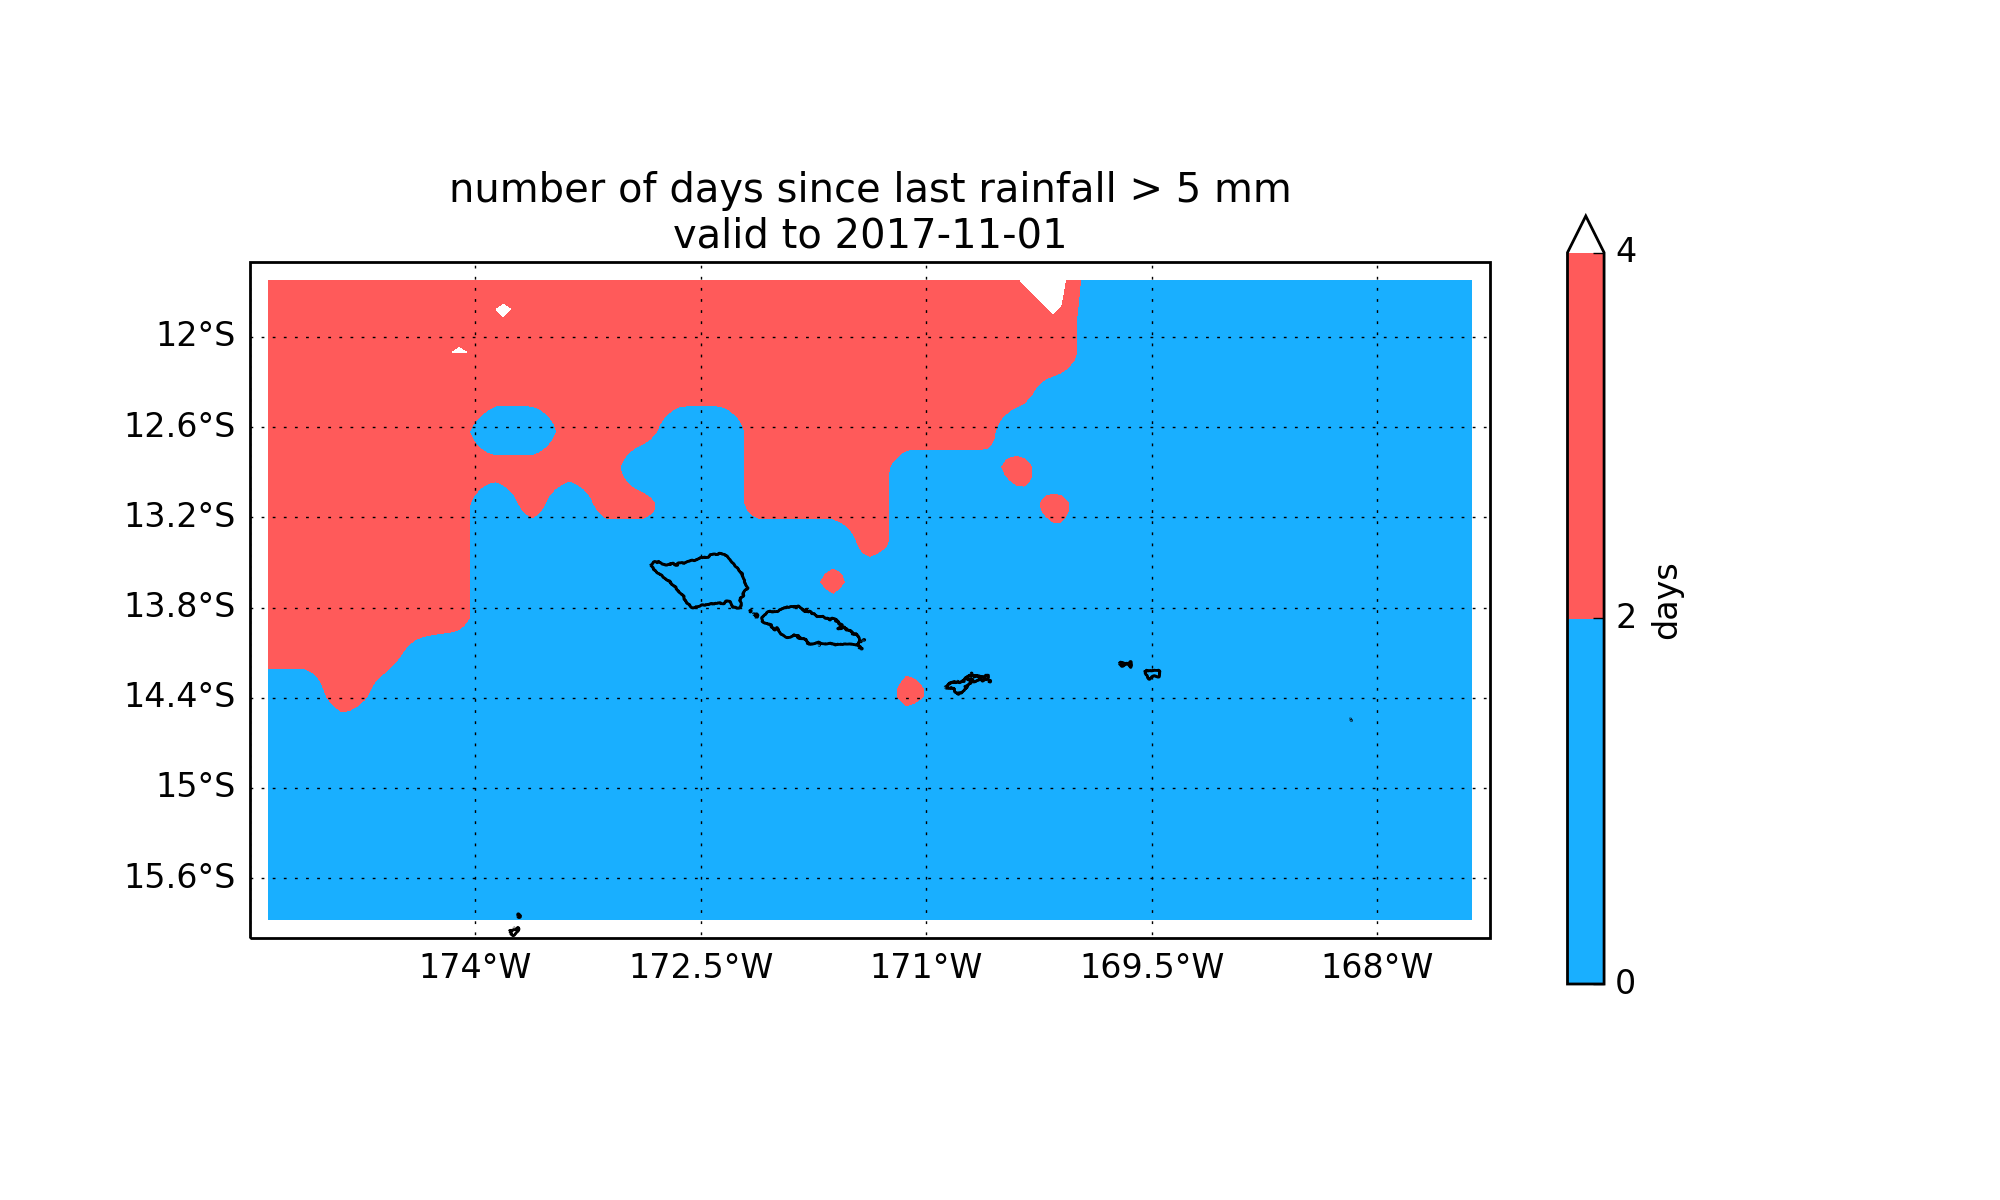 number of days since last rainfall > 5 mm
valid to 2017-11-01
12°S
12.6°S
13.2°S
13.8°S
14.4°S
15°S
15.6°S
174°W 172.5°W 171°W 169.5°W 168°W
4
2
0
days